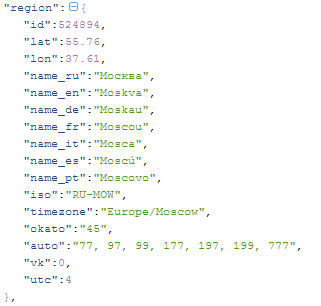 "region":{
"id":524894,
"lat":55.76,
"lon":37.61,
"name_ru":"Москва",
"name_en":"Moskva",
"name_de":"Moskau",
"name_fr":"Moscou",
"name_it":"Mosca",
"name_es":"Moscú",
"name_pt":"Moscovo",
"iso":"RU-MOW",
"timezone":"Europe/Moscow",
"okato":"45",
"auto":"77, 97, 99, 177, 197, 199, 777",
"vk":0,
"utc":4
},